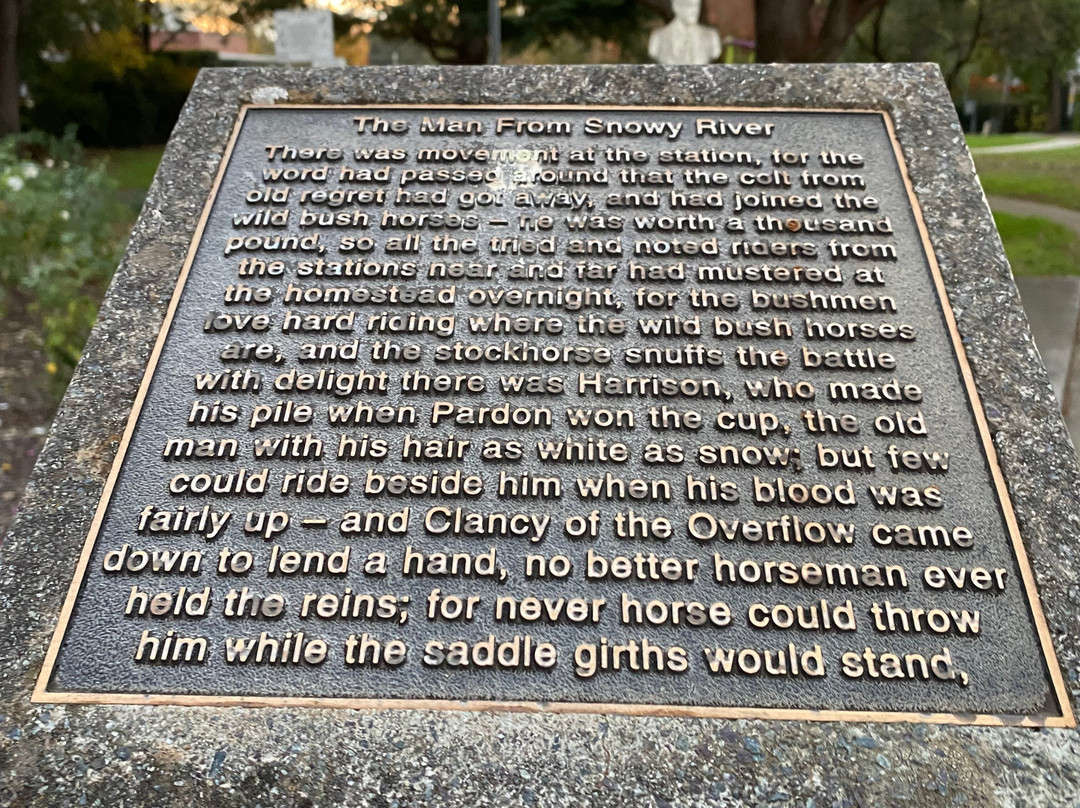 The Man From Snowy River
There was movement at the station, for the
word had passed around that the colt from
old regret had got away, and had joined the
wild bush horses – he was worth a thousand
pound, so all the tried and noted riders from
the stations near and far had mustered at
the homestead overnight, for the bushmen
love hard riding where the wild bush horses
are, and the stockhorse snuffs the battle
with delight there was Harrison, who made
his pile when Pardon won the cup, the old
man with his hair as white as snow; but few
could ride beside him when his blood was
fairly up – and Clancy of the Overflow came
down to lend a hand, no better horseman ever
held the reins; for never horse could throw
him while the saddle girths would stand,